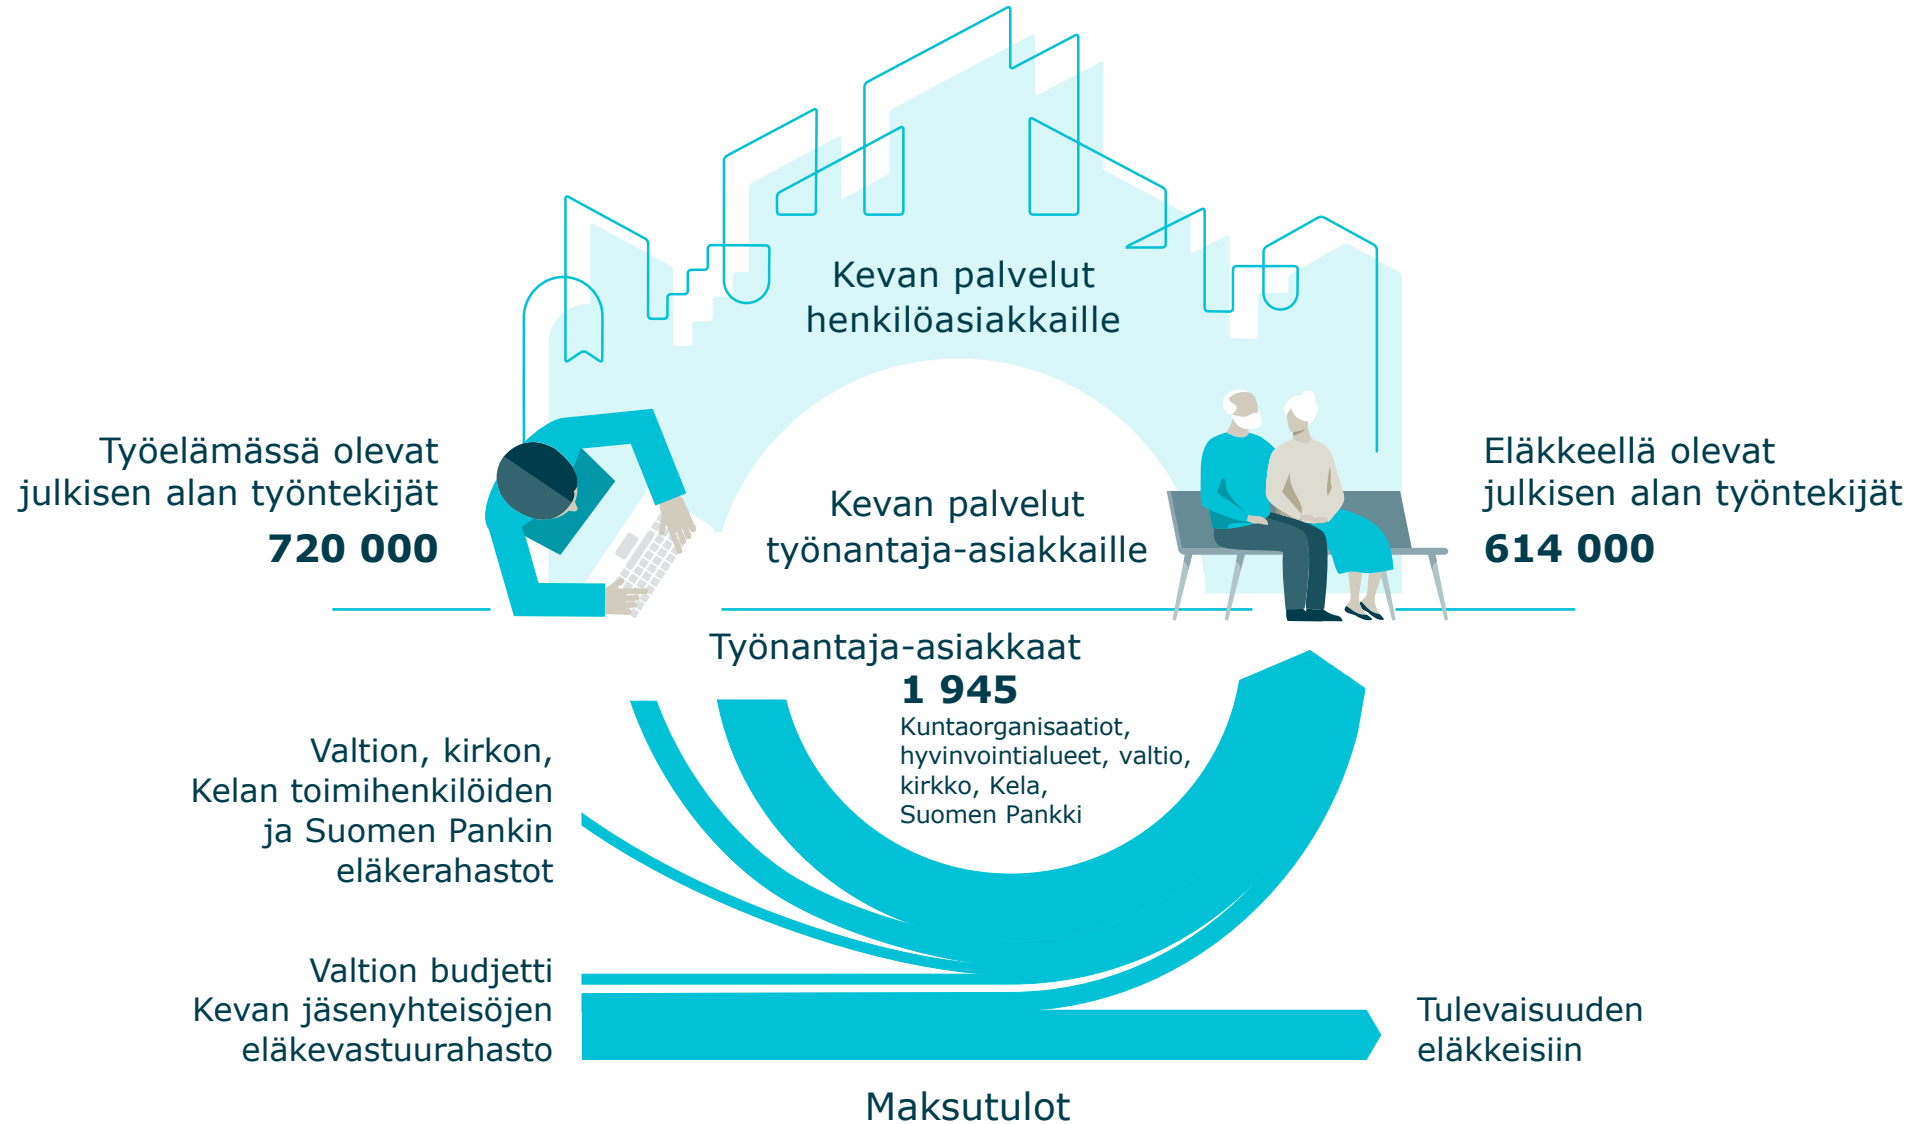 Kevan palvelut
henkilöasiakkaille
Työelämässä olevat
julkisen alan työntekijät
720 000
Kevan palvelut
työnantaja-asiakkaille
Eläkkeellä olevat
julkisen alan työntekijät
614 000
Työnantaja-asiakkaat
1 945
Kuntaorganisaatiot,
hyvinvointialueet, valtio,
kirkko, Kela,
Suomen Pankki
Valtion, kirkon,
Kelan toimihenkilöiden
ja Suomen Pankin
eläkerahastot
Valtion budjetti
Kevan jäsenyhteisöjen
eläkevastuurahasto
Tulevaisuuden
eläkkeisiin
Maksutulot